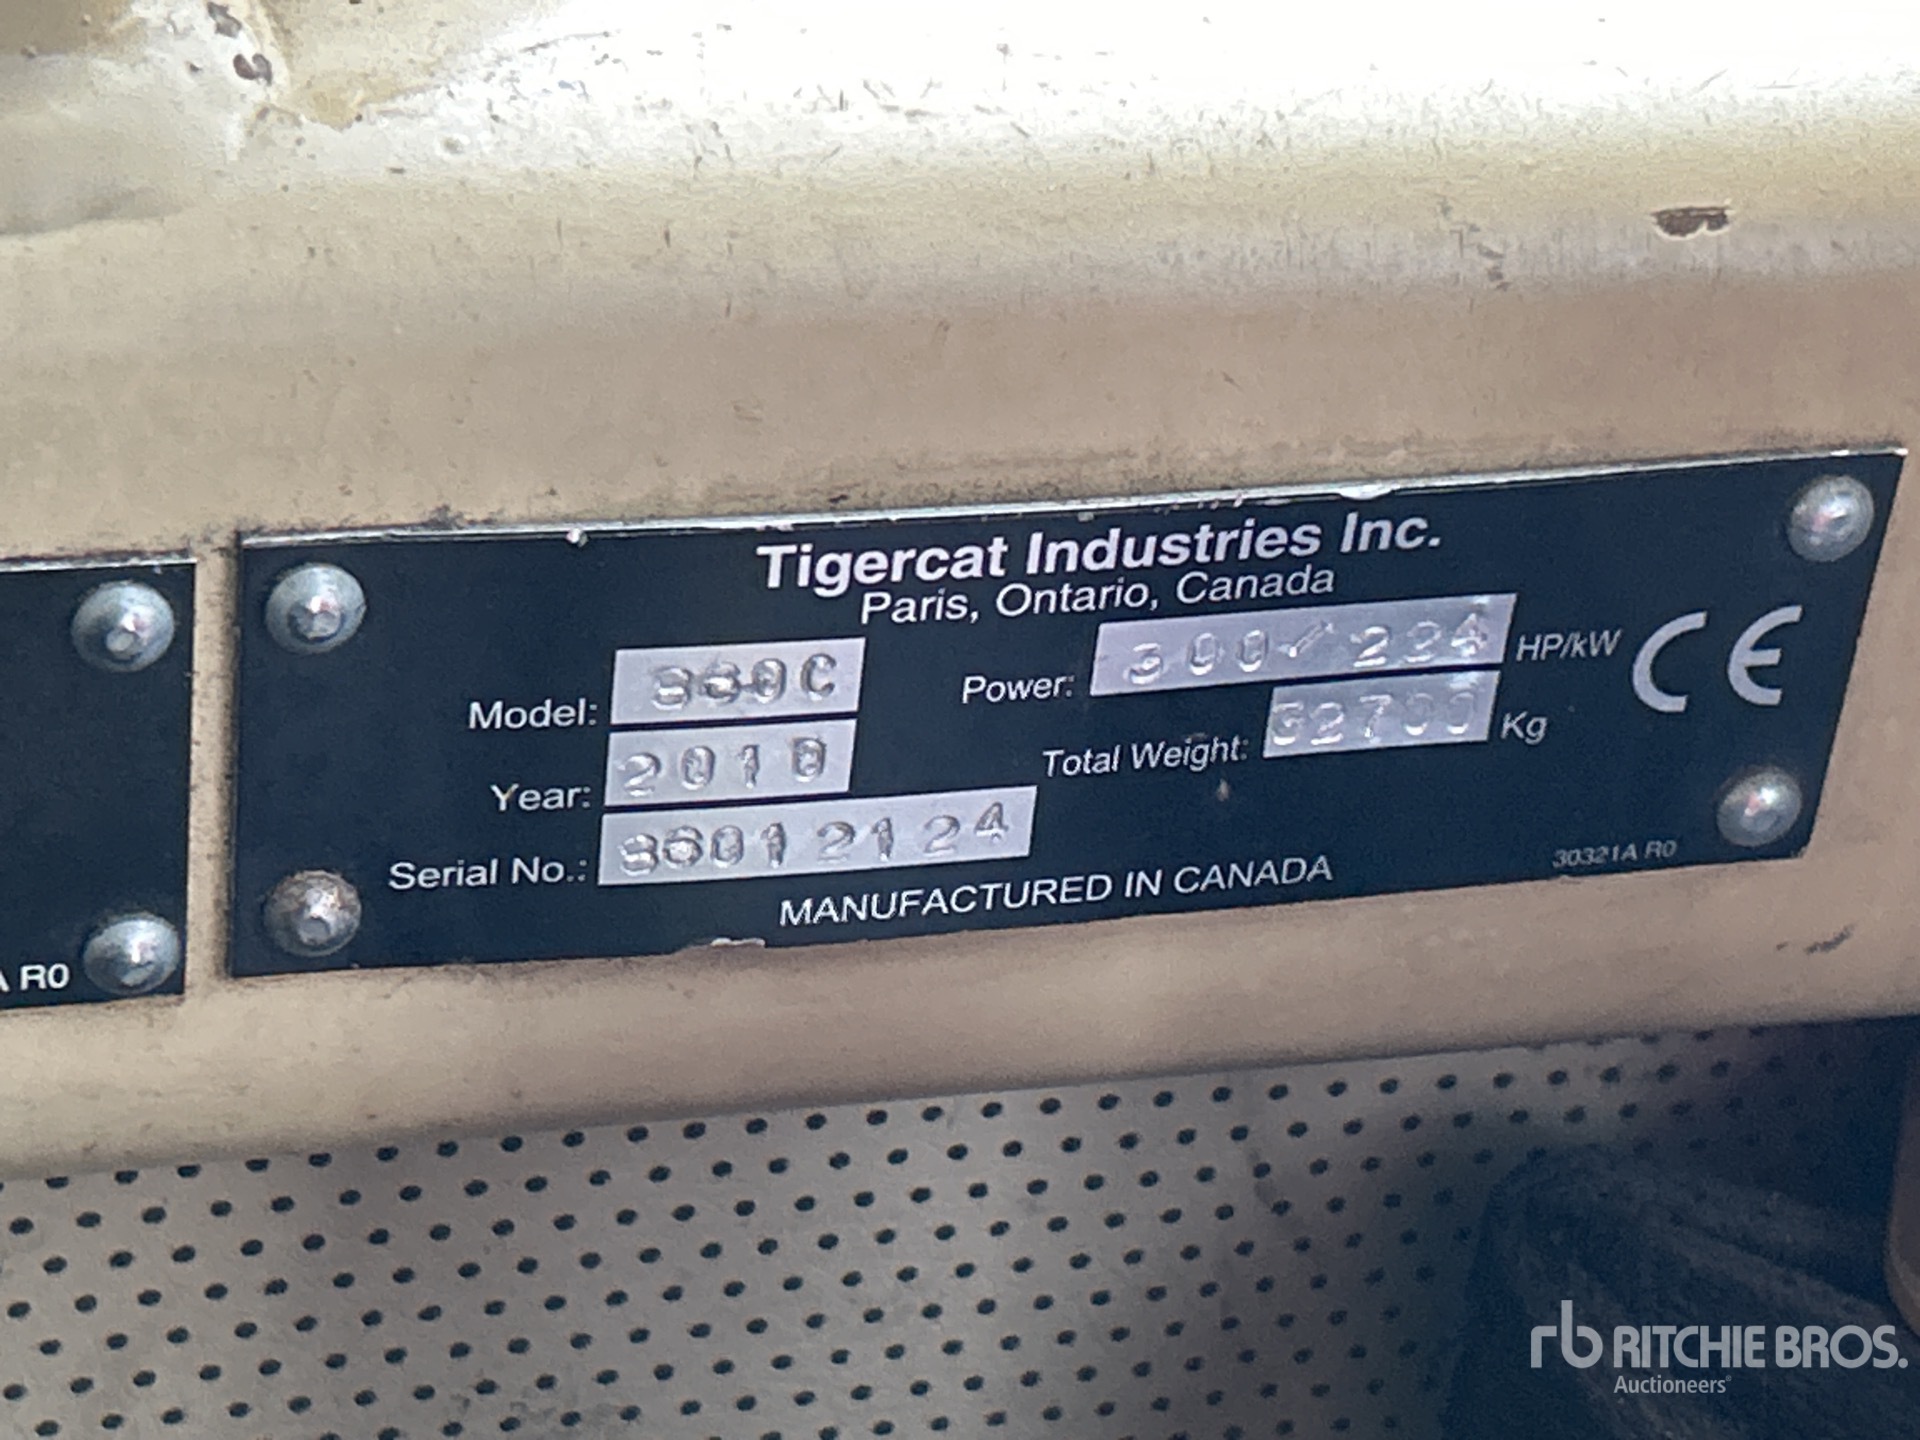 Tigercat Industries Inc.
Paris, Ontario, Canada
Model: 860C
Power: 300/224 HP/kW
CE
Year: 2010
Total Weight: 32700 Kg
Serial No.: 86012124
MANUFACTURED IN CANADA
30321A R0
A R0
rb RITCHIE BROS.
Auctioneers